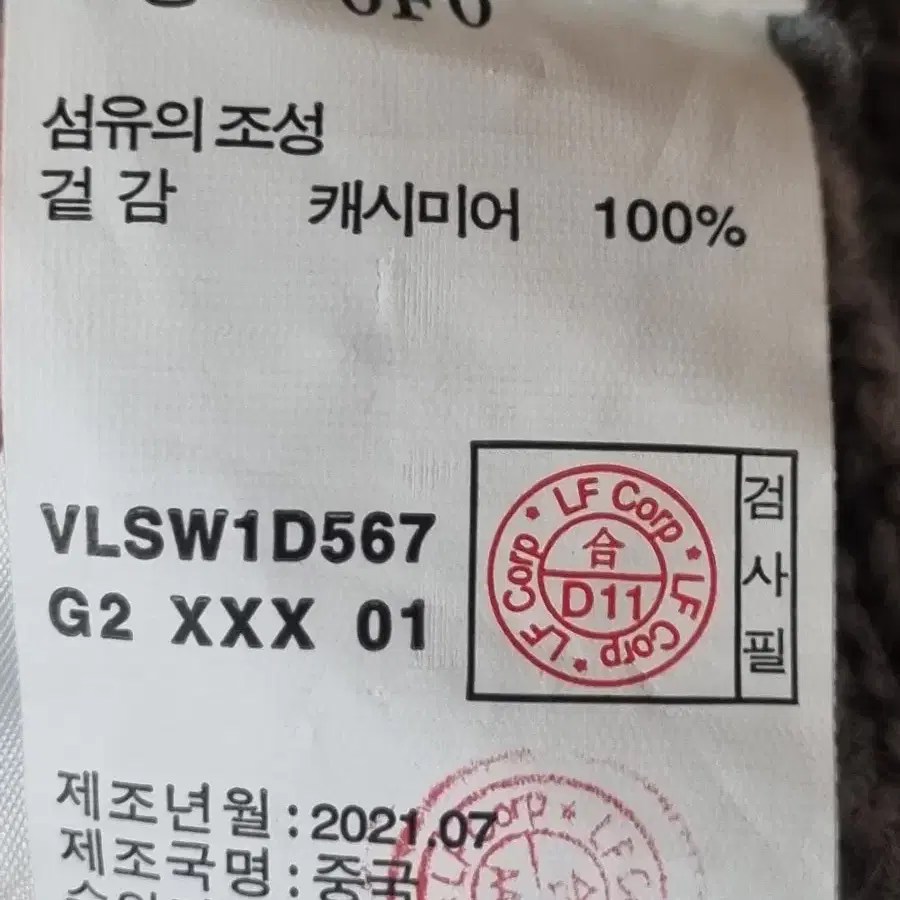 섬유의 조성
겉 감 캐시미어 100%
VLSW1D567
G2 XXX 01
LF Corp * LF Corp * LF Corp *
合
D11
검사필
제조년월 : 2021.07
제조국명 : 중국
Corp * LF C